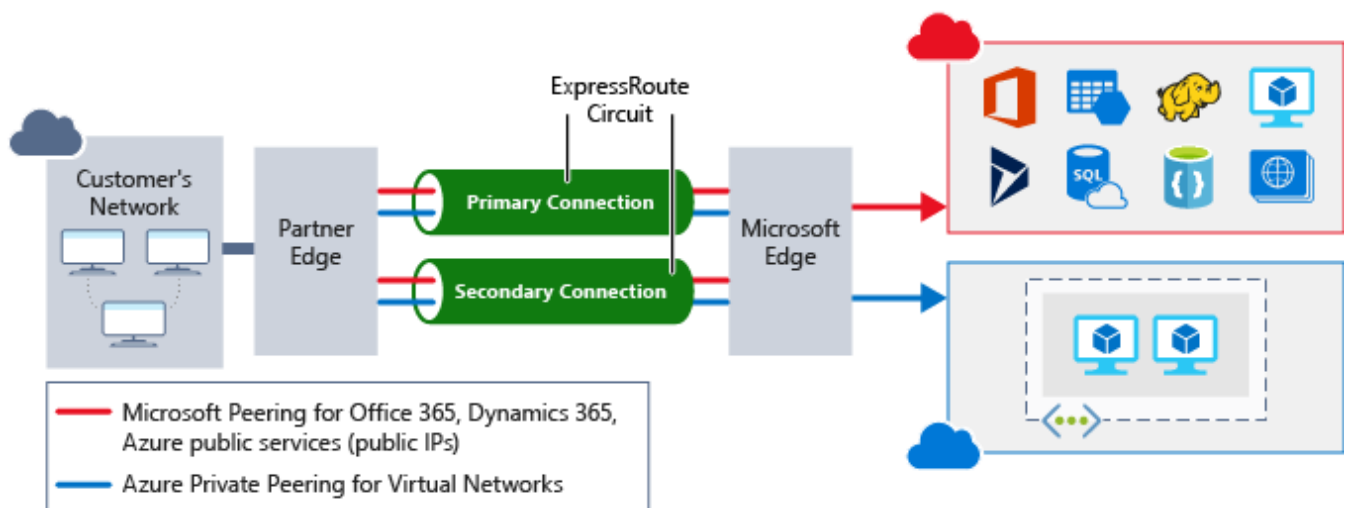 ExpressRoute
Circuit
Customer's
Network
Partner
Edge
Primary Connection
Secondary Connection
Microsoft
Edge
SQL
Microsoft Peering for Office 365, Dynamics 365,
Azure public services (public IPs)
Azure Private Peering for Virtual Networks